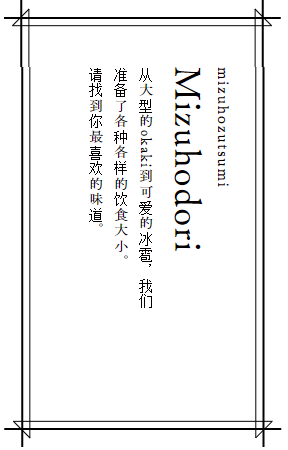 mizuhozutsumi
Mizuhodori
从大型的okaki到可爱的冰雹，我们
准备了各种各样的饮食大小。
请找到你最喜欢的味道。